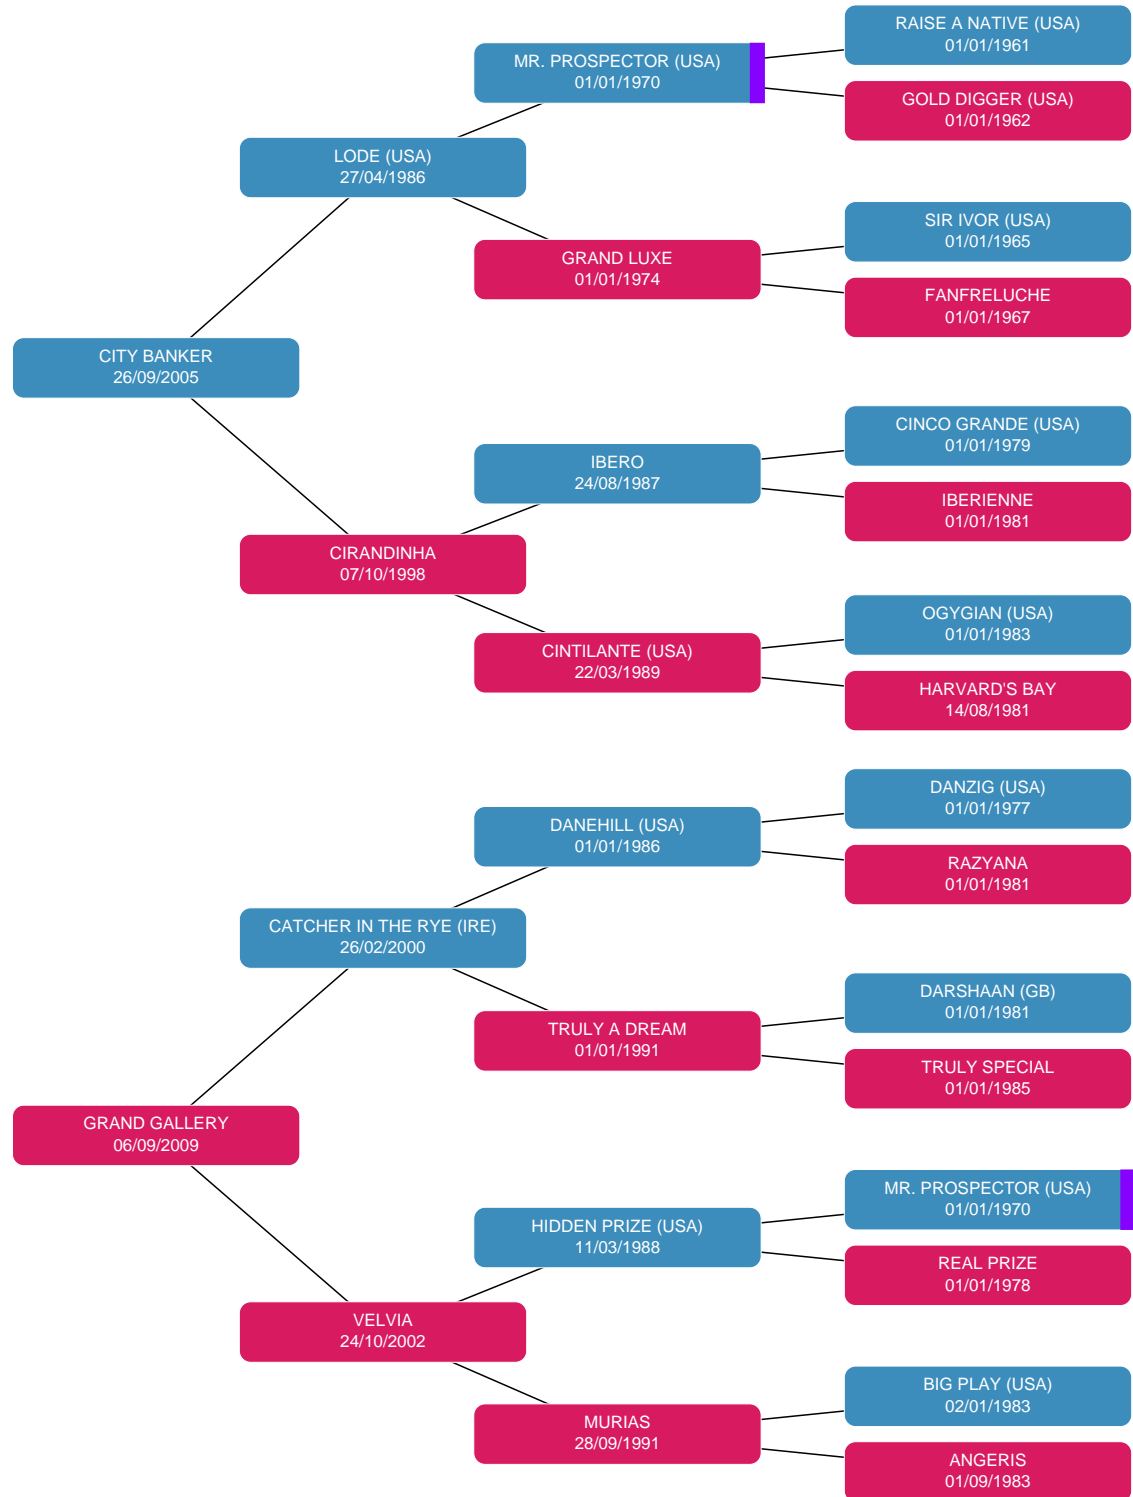 RAISE A NATIVE (USA)
01/01/1961
MR. PROSPECTOR (USA)
01/01/1970
GOLD DIGGER (USA)
01/01/1962
LODE (USA)
27/04/1986
SIR IVOR (USA)
01/01/1965
GRAND LUXE
01/01/1974
FANFRELUCHE
01/01/1967
CITY BANKER
26/09/2005
CINCO GRANDE (USA)
01/01/1979
IBERO
24/08/1987
IBERIENNE
01/01/1981
CIRANDINHA
07/10/1998
OGYGIAN (USA)
01/01/1983
CINTILANTE (USA)
22/03/1989
HARVARD'S BAY
14/08/1981
DANZIG (USA)
01/01/1977
DANEHILL (USA)
01/01/1986
RAZYANA
01/01/1981
CATCHER IN THE RYE (IRE)
26/02/2000
DARSHAAN (GB)
01/01/1981
TRULY A DREAM
01/01/1991
TRULY SPECIAL
01/01/1985
GRAND GALLERY
06/09/2009
MR. PROSPECTOR (USA)
01/01/1970
HIDDEN PRIZE (USA)
11/03/1988
REAL PRIZE
01/01/1978
VELVIA
24/10/2002
BIG PLAY (USA)
02/01/1983
MURIAS
28/09/1991
ANGERIS
01/09/1983